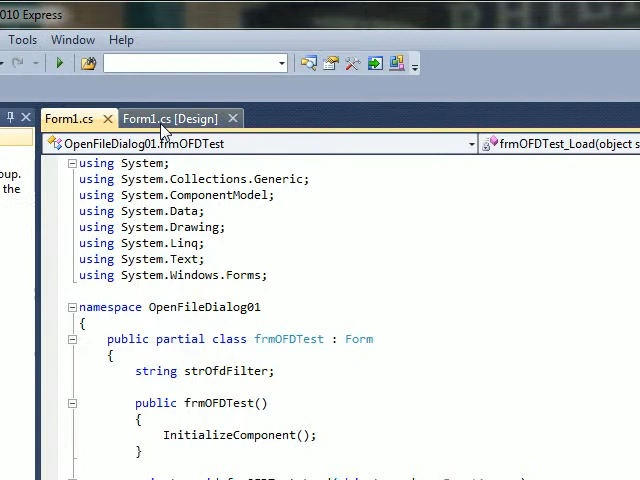 010 Express
Tools Window Help
Form1.cs Form1.cs [Design]
OpenFileDialog01.frmOFDTest frmOFDTest_Load(object s
using System;
using System.Collections.Generic;
using System.ComponentModel;
using System.Data;
using System.Drawing;
using System.Linq;
using System.Text;
using System.Windows.Forms;
oup.
the
namespace OpenFileDialog01
{
public partial class frmOFDTest : Form
{
string strOfdFilter;
public frmOFDTest()
{
InitializeComponent();
}